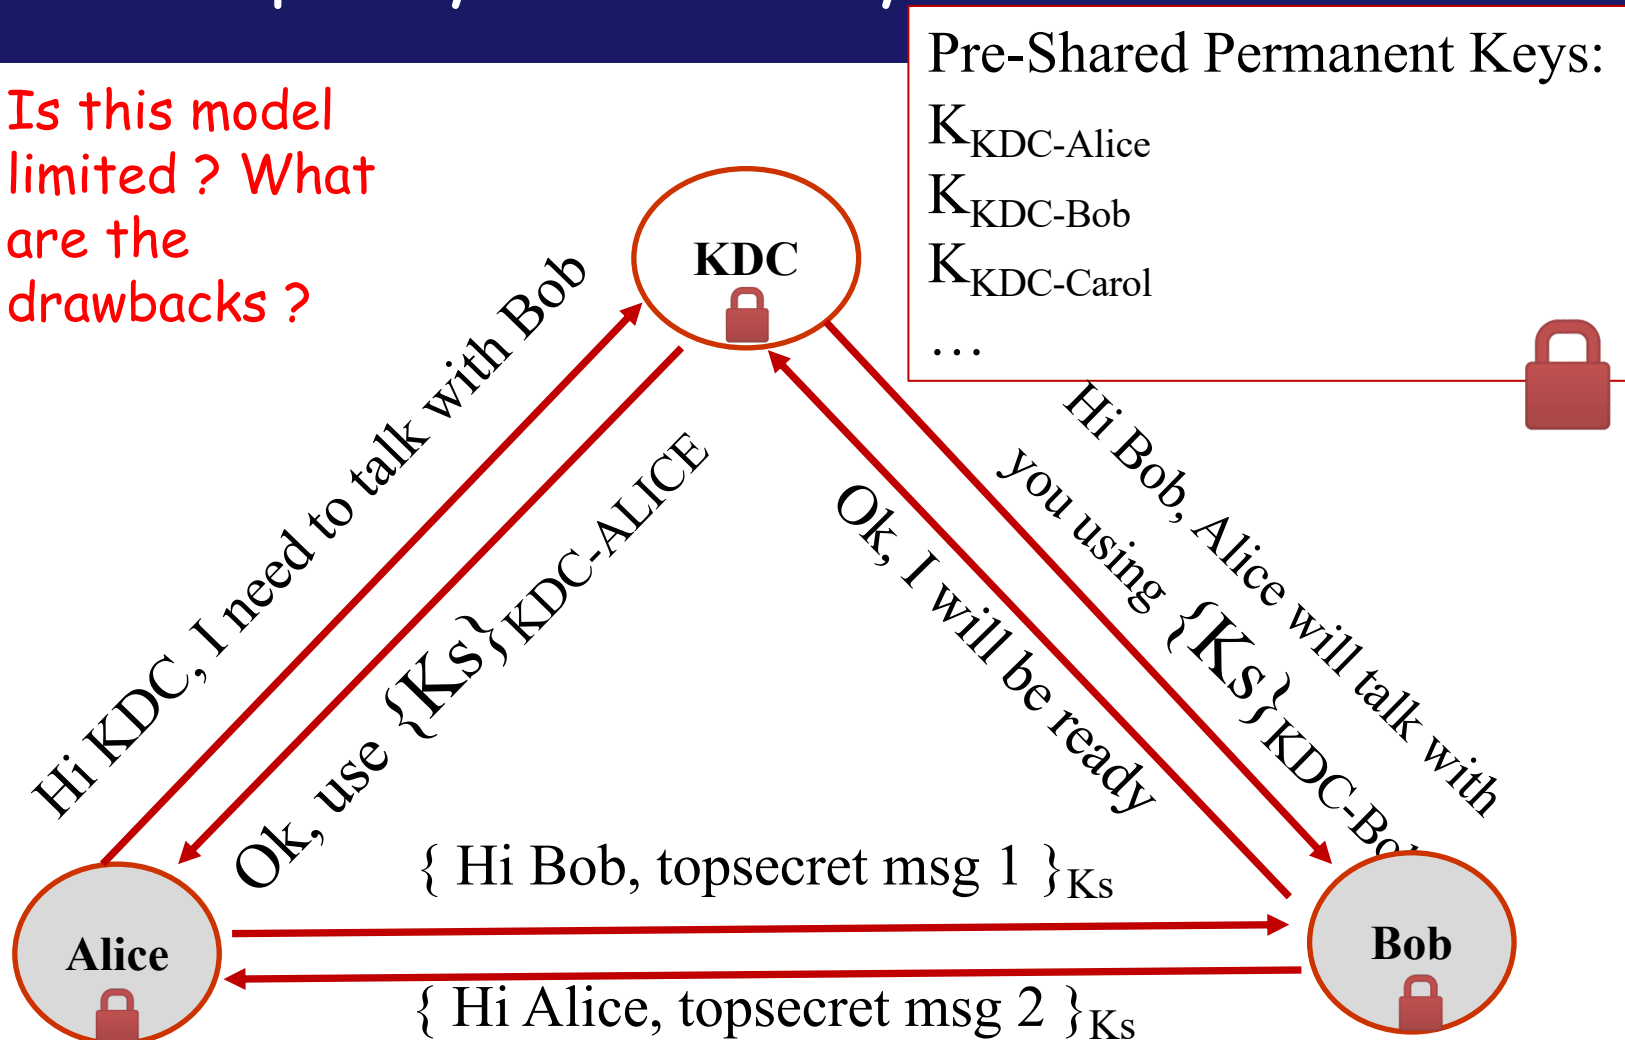 Is this model
limited ? What
are the
drawbacks ?
Pre-Shared Permanent Keys:
K_KDC-Alice
K_KDC-Bob
K_KDC-Carol
…
KDC
Hi KDC, I need to talk with Bob
Ok, use {Ks}KDC-ALICE
Hi Bob, Alice will talk with
you using {Ks}KDC-Bob
Ok, I will be ready
{ Hi Bob, topsecret msg 1 }Ks
Alice
Bob
{ Hi Alice, topsecret msg 2 }Ks